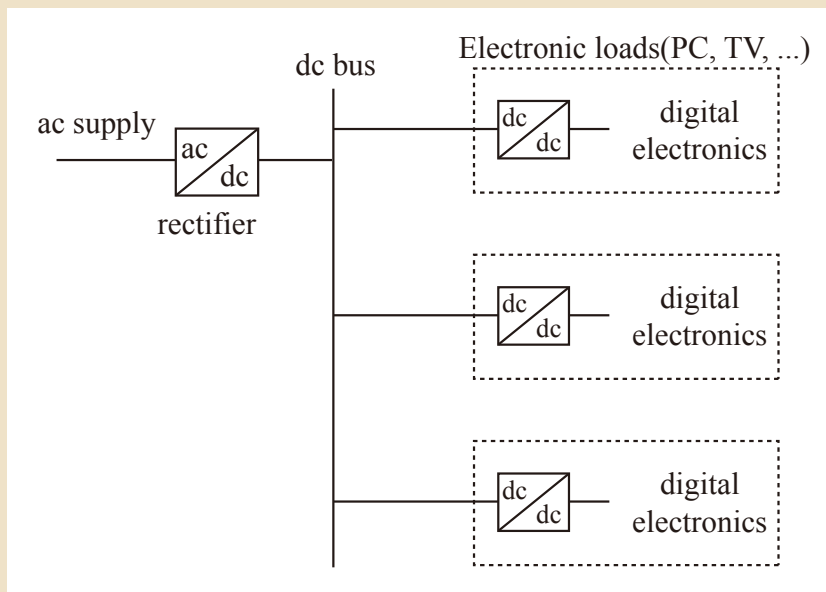 Electronic loads(PC, TV, ...)
dc bus
ac supply
ac
dc
rectifier
dc
dc
digital
electronics
dc
dc
digital
electronics
dc
dc
digital
electronics